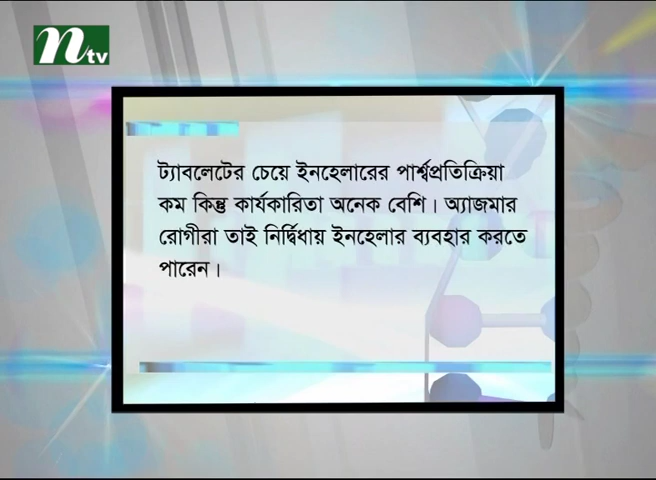 ntv
ট্যাবলেটের চেয়ে ইনহেলারের পার্শ্বপ্রতিক্রিয়া
কম কিন্তু কার্যকারিতা অনেক বেশি। অ্যাজমার
রোগীরা তাই নির্দ্বিধায় ইনহেলার ব্যবহার করতে
পারেন।